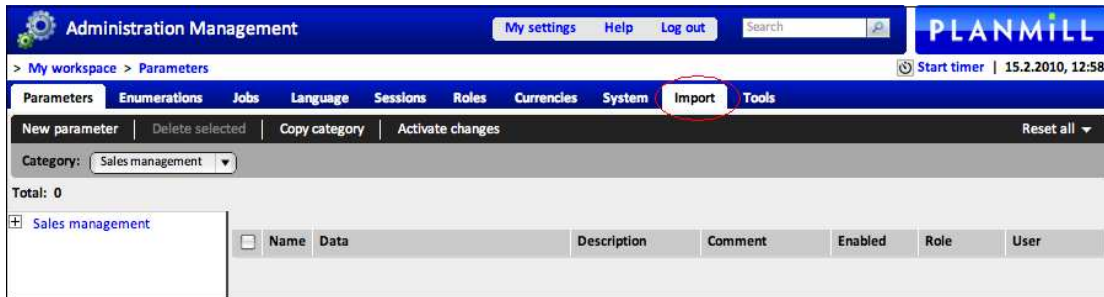 Administration Management My settings Help Log out Search PLANMILL
> My workspace > Parameters Start timer | 15.2.2010, 12:58
Parameters Enumerations Jobs Language Sessions Roles Currencies System Import Tools
New parameter | Delete selected | Copy category | Activate changes Reset all
Category: Sales management
Total: 0
Sales management
Name Data Description Comment Enabled Role User